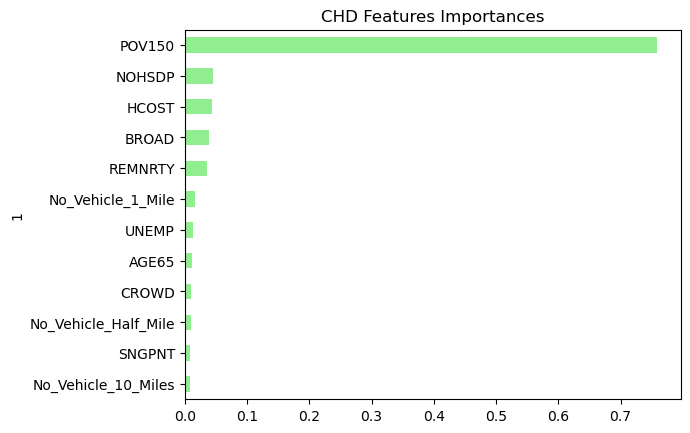 CHD Features Importances
POV150
NOHSDP
HCOST
BROAD
REMNRTY
No_Vehicle_1_Mile
UNEMP
AGE65
CROWD
No_Vehicle_Half_Mile
SNGPNT
No_Vehicle_10_Miles
1
0.0 0.1 0.2 0.3 0.4 0.5 0.6 0.7